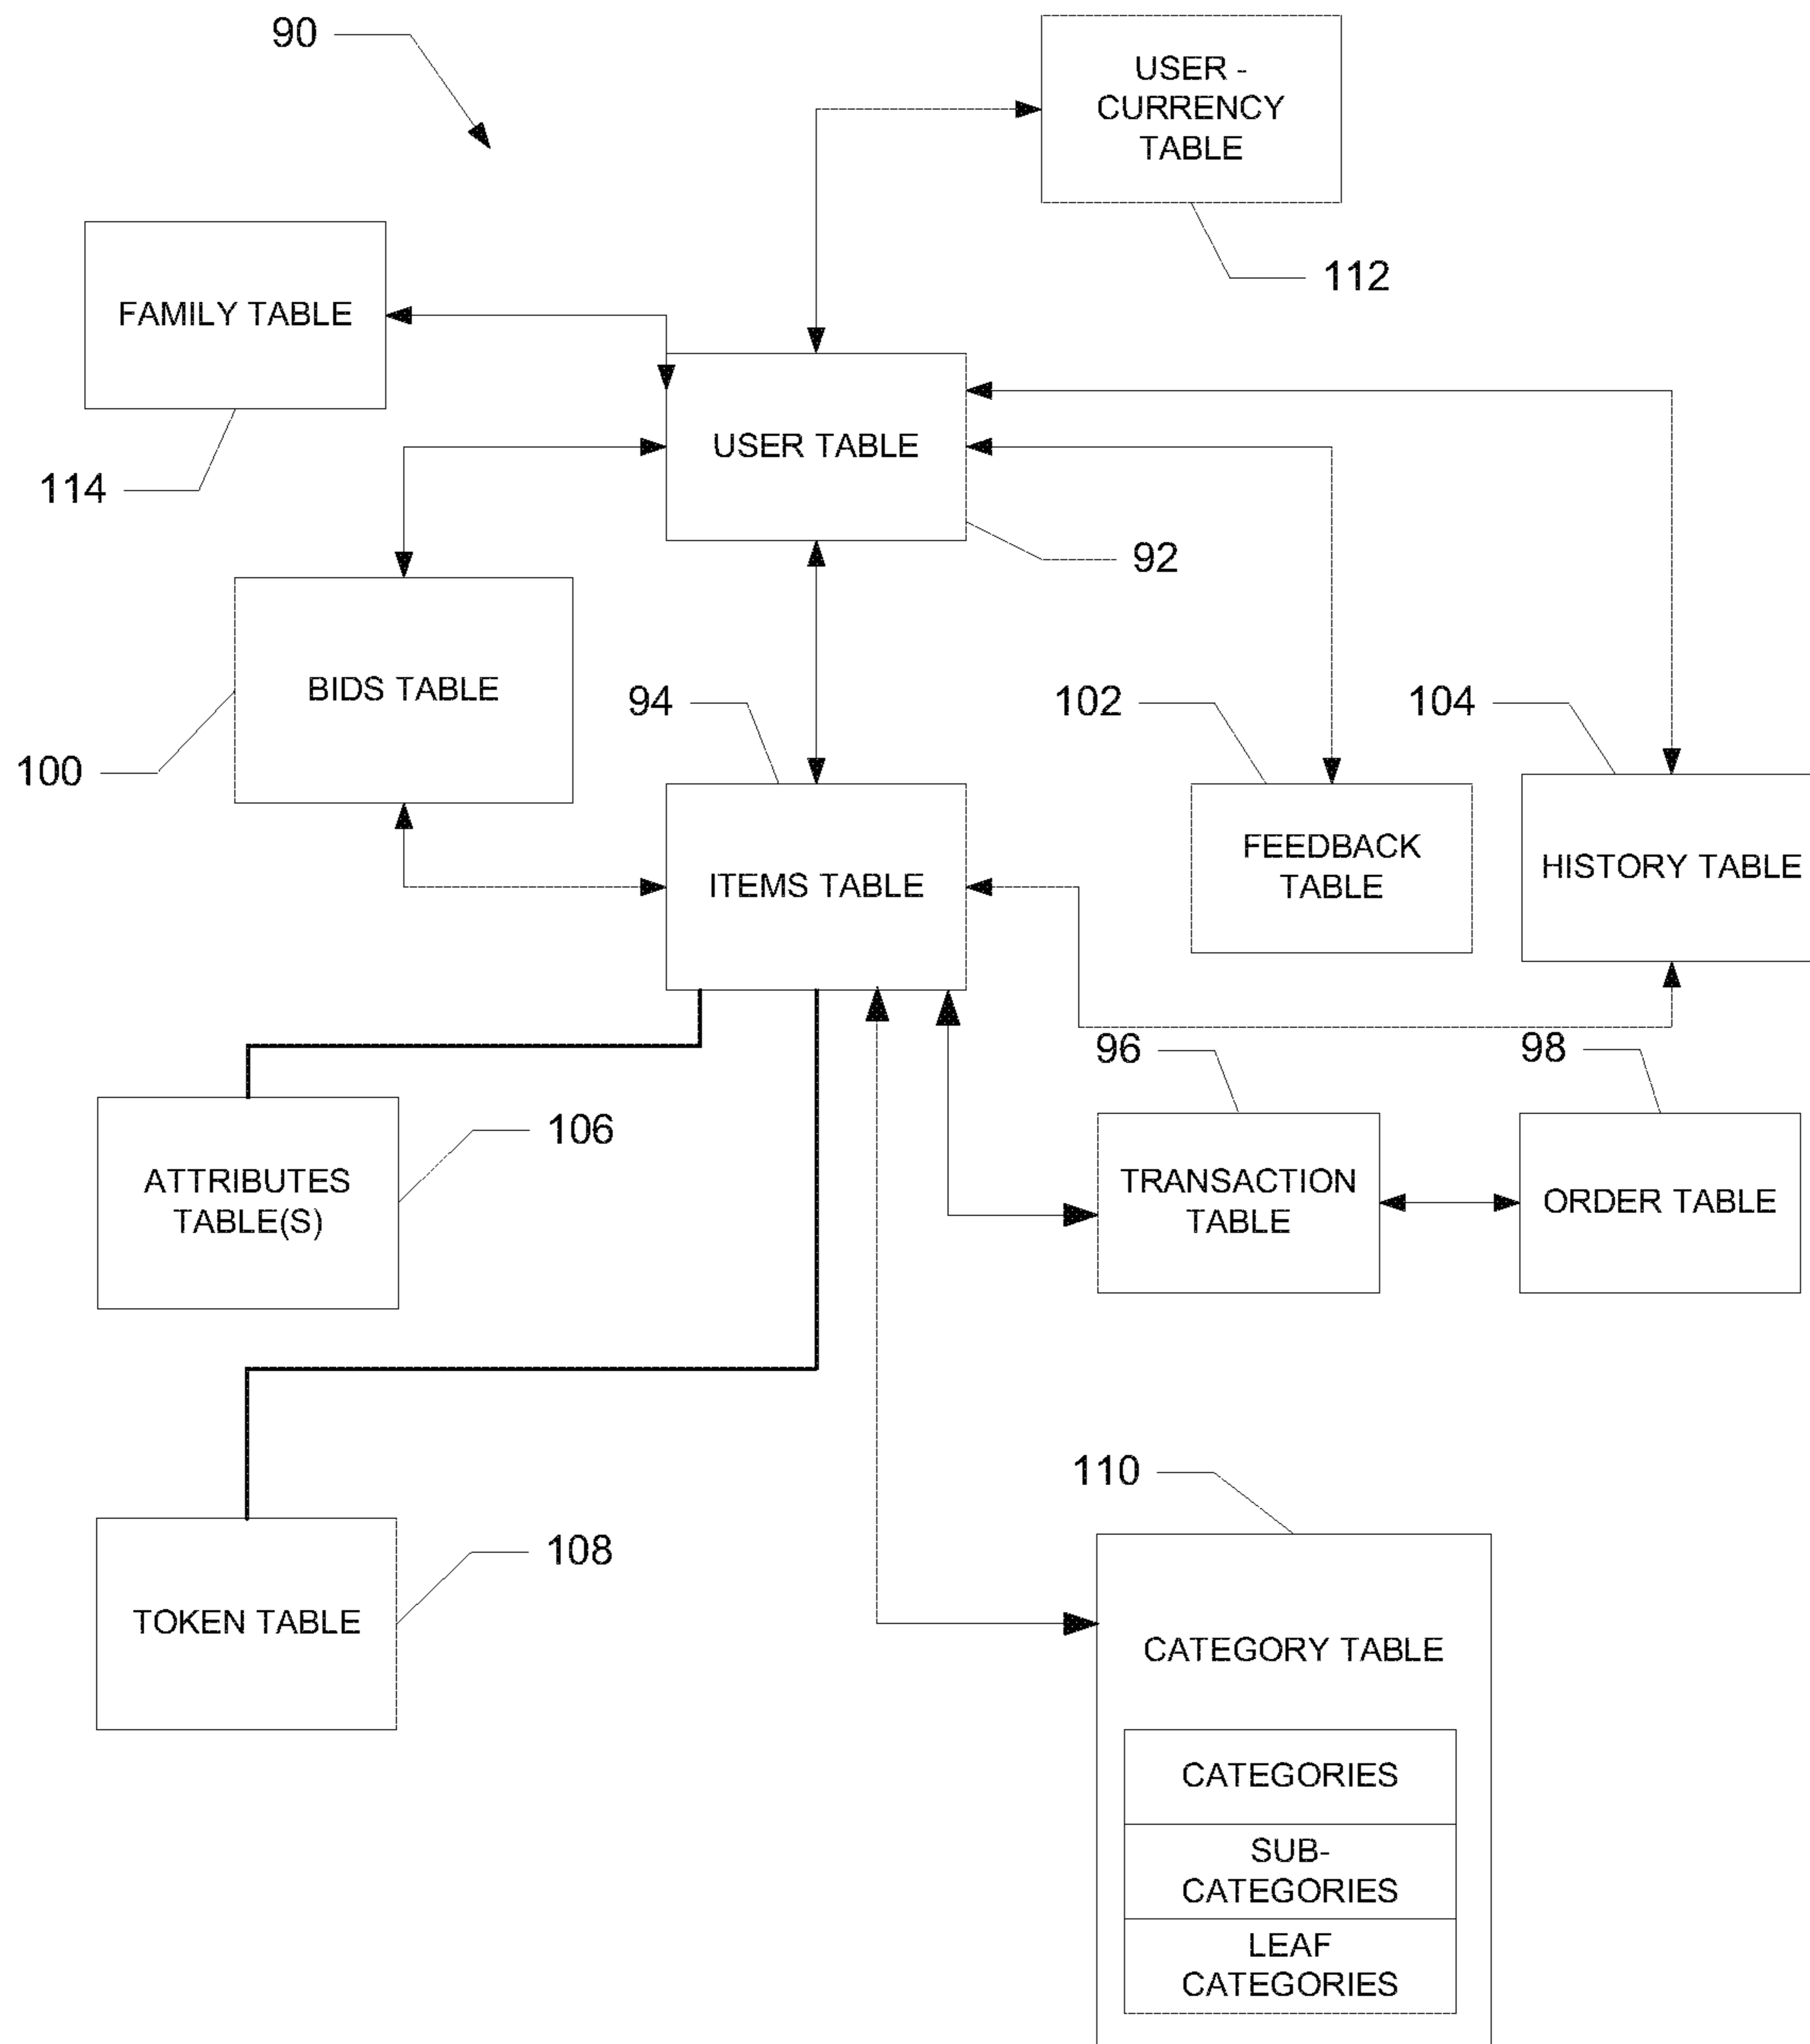 90
USER -
CURRENCY
TABLE
112
FAMILY TABLE
114
USER TABLE
92
BIDS TABLE
100
94
102
104
ITEMS TABLE
FEEDBACK
TABLE
HISTORY TABLE
96
98
ATTRIBUTES
TABLE(S)
106
TRANSACTION
TABLE
ORDER TABLE
110
TOKEN TABLE
108
CATEGORY TABLE
CATEGORIES
SUB-
CATEGORIES
LEAF
CATEGORIES